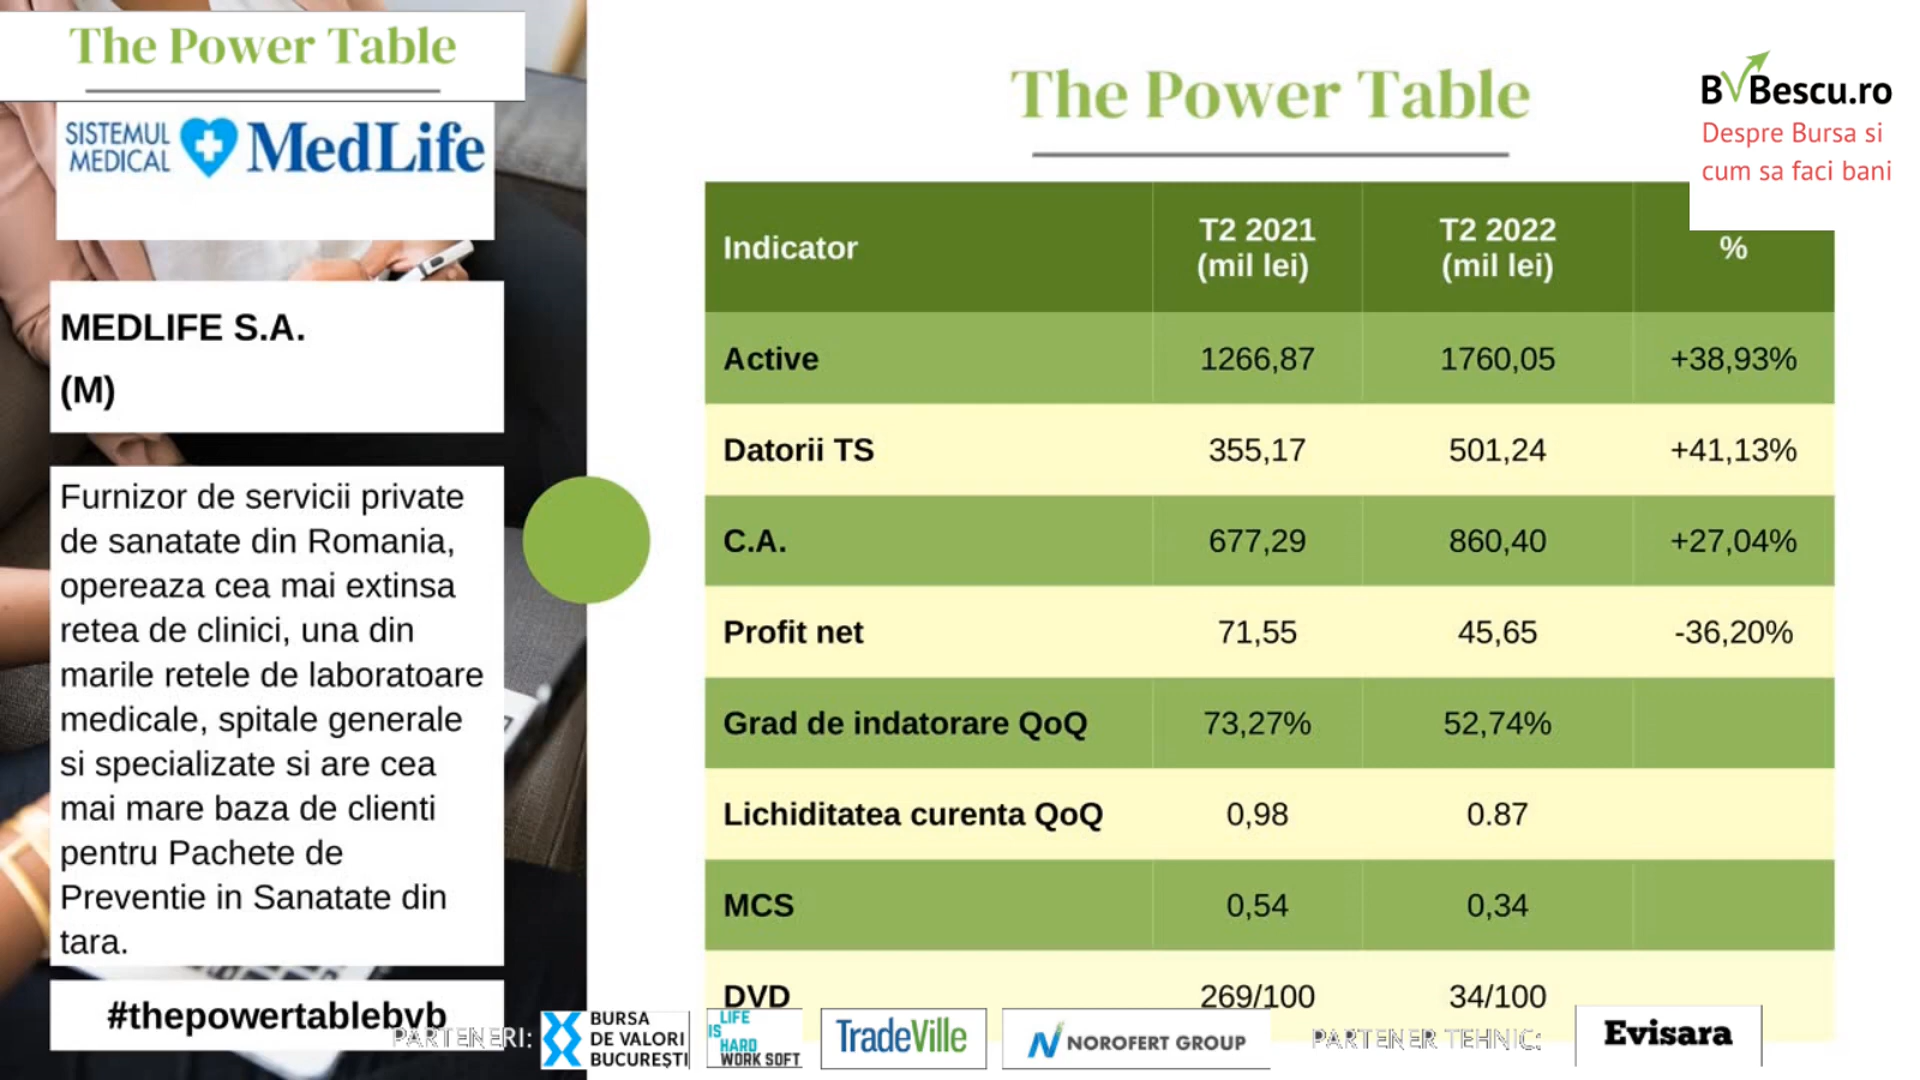 The Power Table
SISTEMUL
MEDICAL
MedLife
MEDLIFE S.A.
(M)
Furnizor de servicii private
de sanatate din Romania,
opereaza cea mai extinsa
retea de clinici, una din
marile retele de laboratoare
medicale, spitale generale
si specializate si are cea
mai mare baza de clienti
pentru Pachete de
Preventie in Sanatate din
tara.
#thepowertablebvb
The Power Table
BVBescu.ro
Despre Bursa si
cum sa faci bani
Indicator T2 2021 (mil lei) T2 2022 (mil lei) %
Active 1266,87 1760,05 +38,93%
Datorii TS 355,17 501,24 +41,13%
C.A. 677,29 860,40 +27,04%
Profit net 71,55 45,65 -36,20%
Grad de indatorare QoQ 73,27% 52,74%
Lichiditatea curenta QoQ 0,98 0.87
MCS 0,54 0,34
DVD 269/100 34/100
PARTENERI:
BURSA
DE VALORI
BUCUREȘTI
LIFE
IS
HARD
WORK SOFT
TradeVille
NOROFERT GROUP
PARTENER TEHNIC:
Evisara